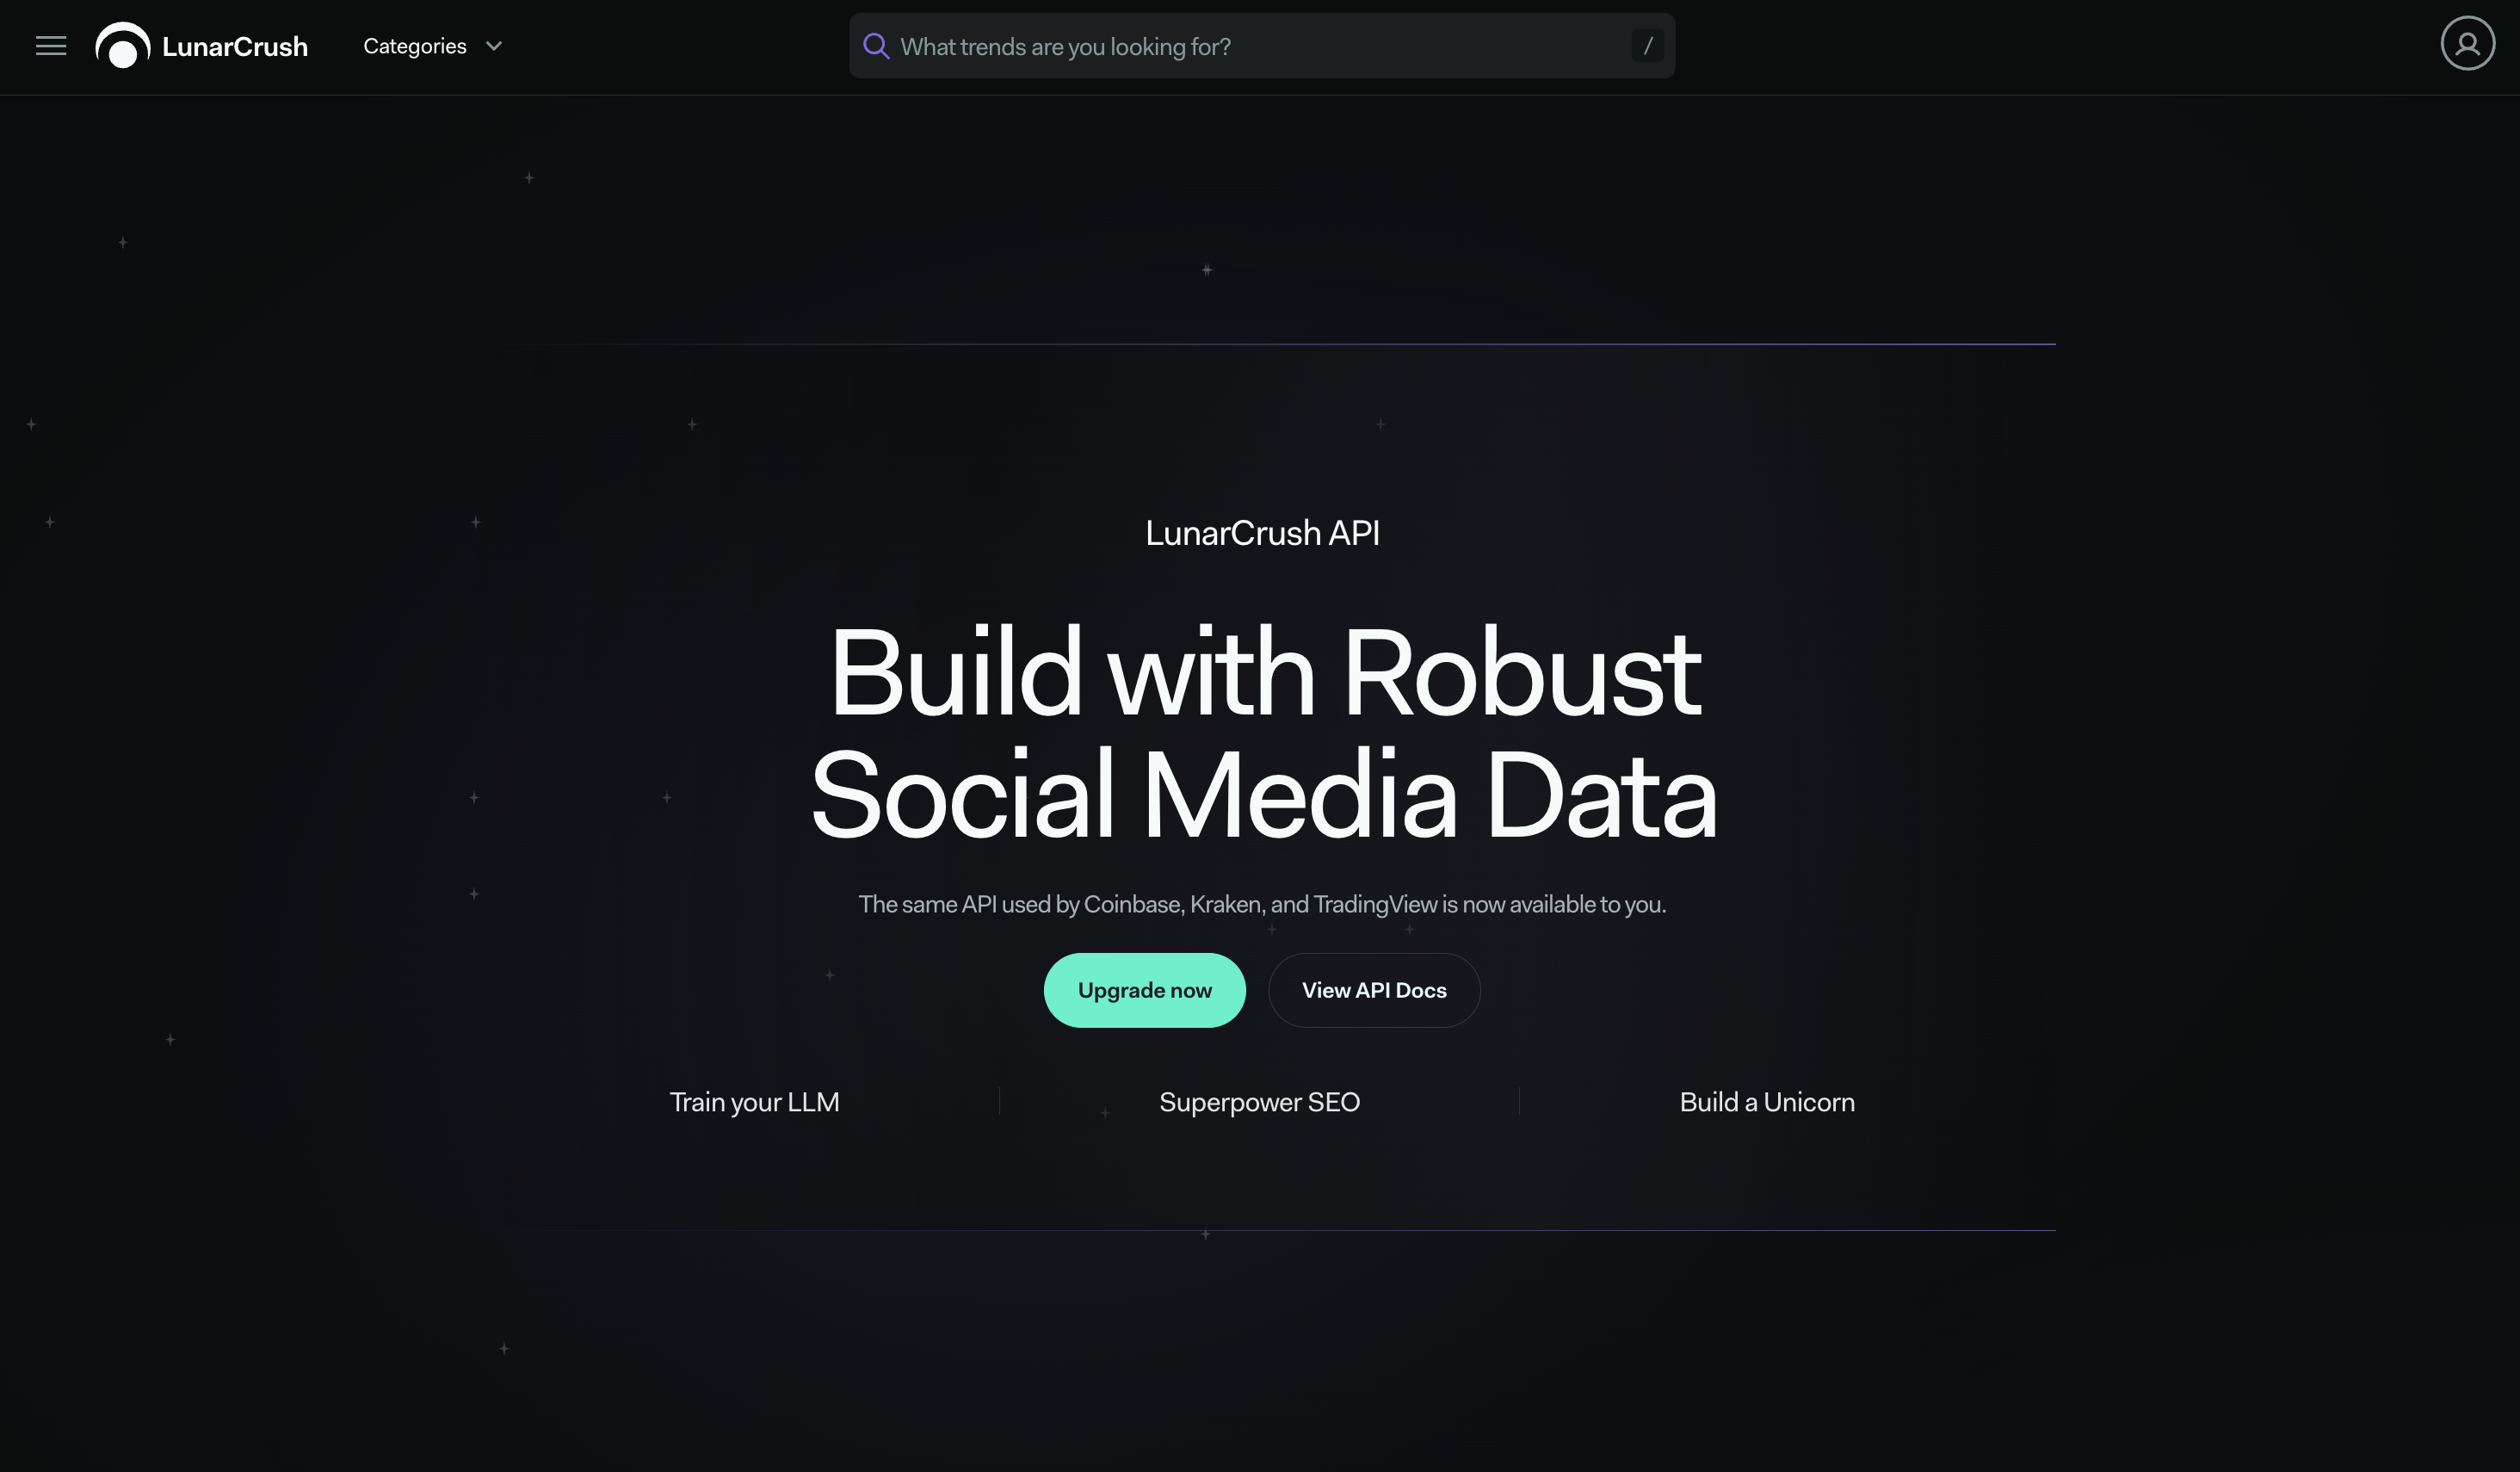 LunarCrush
Categories
What trends are you looking for?
/
LunarCrush API
Build with Robust
Social Media Data
The same API used by Coinbase, Kraken, and TradingView is now available to you.
Upgrade now
View API Docs
Train your LLM
Superpower SEO
Build a Unicorn